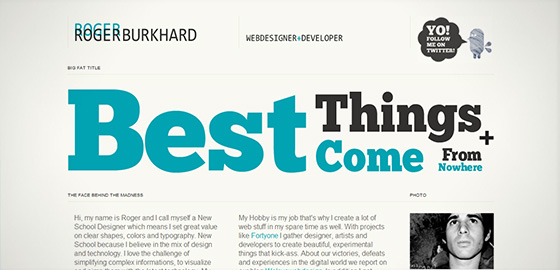 ROGER
ROGERBURKHARD
WEBDESIGNER+DEVELOPER
YO!
FOLLOW
ME ON
TWITTER!
BIG FAT TITLE
Best Things+
Come From
Nowhere
THE FACE BEHIND THE MADNESS
PHOTO
Hi, my name is Roger and I call myself a New
School Designer which means I set great value
on clear shapes, colors and typography. New
School because I believe in the mix of design
and technology. I love the challenge of
simplifying complex informations, to visualize
My Hobby is my job that's why I create a lot of
web stuff in my spare time as well. With projects
like Fortyone I gather designer, artists and
developers to create beautiful, experimental
things that kick-ass. About our victories, defeats
and experiences in the digital world we report on